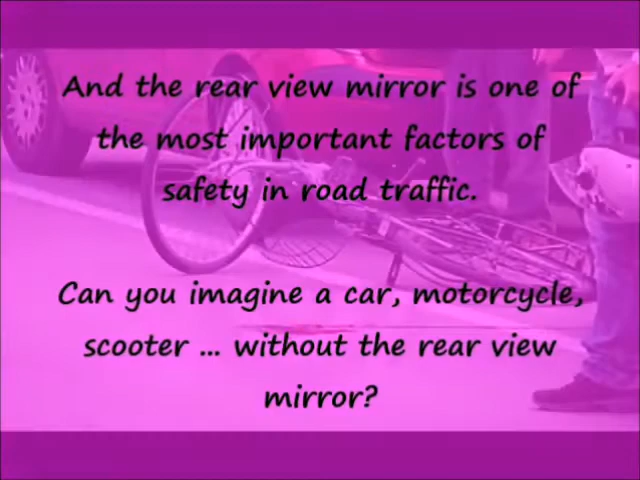 And the rear view mirror is one of
the most important factors of
safety in road traffic.
Can you imagine a car, motorcycle,
scooter ... without the rear view
mirror?